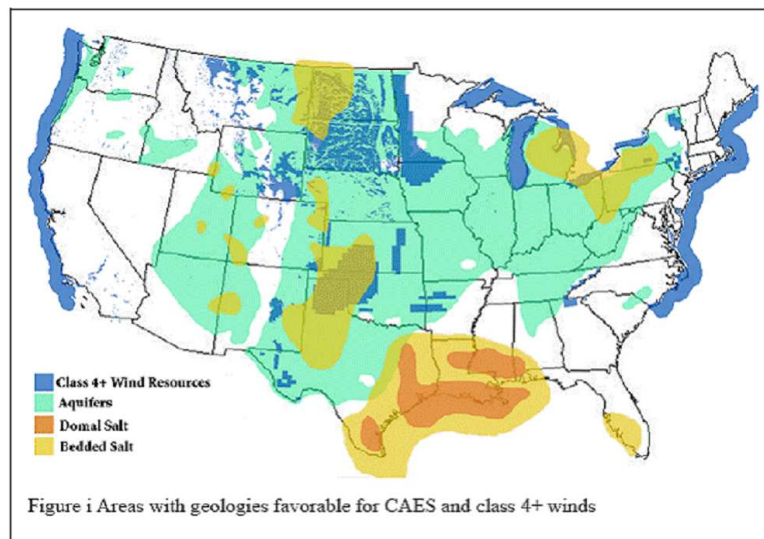 Class 4+ Wind Resources
Aquifers
Domal Salt
Bedded Salt
Figure i Areas with geologies favorable for CAES and class 4+ winds